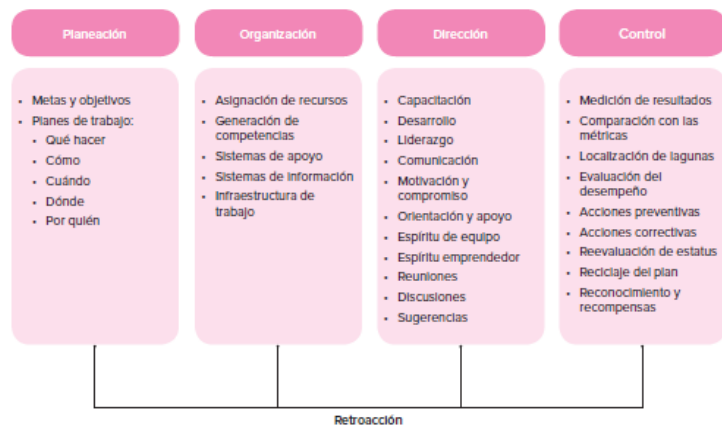 Planeación
Organización
Dirección
Control
• Metas y objetivos
• Planes de trabajo:
• Qué hacer
• Cómo
• Cuándo
• Dónde
• Por quién
• Asignación de recursos
• Generación de
competencias
• Sistemas de apoyo
• Sistemas de información
• Infraestructura de
trabajo
• Capacitación
• Desarrollo
• Liderazgo
• Comunicación
• Motivación y
compromiso
• Orientación y apoyo
• Espíritu de equipo
• Espíritu emprendedor
• Reuniones
• Discusiones
• Sugerencias
• Medición de resultados
• Comparación con las
métricas
• Localización de lagunas
• Evaluación del
desempeño
• Acciones preventivas
• Acciones correctivas
• Reevaluación de estatus
• Reciclaje del plan
• Reconocimiento y
recompensas
Retroacción